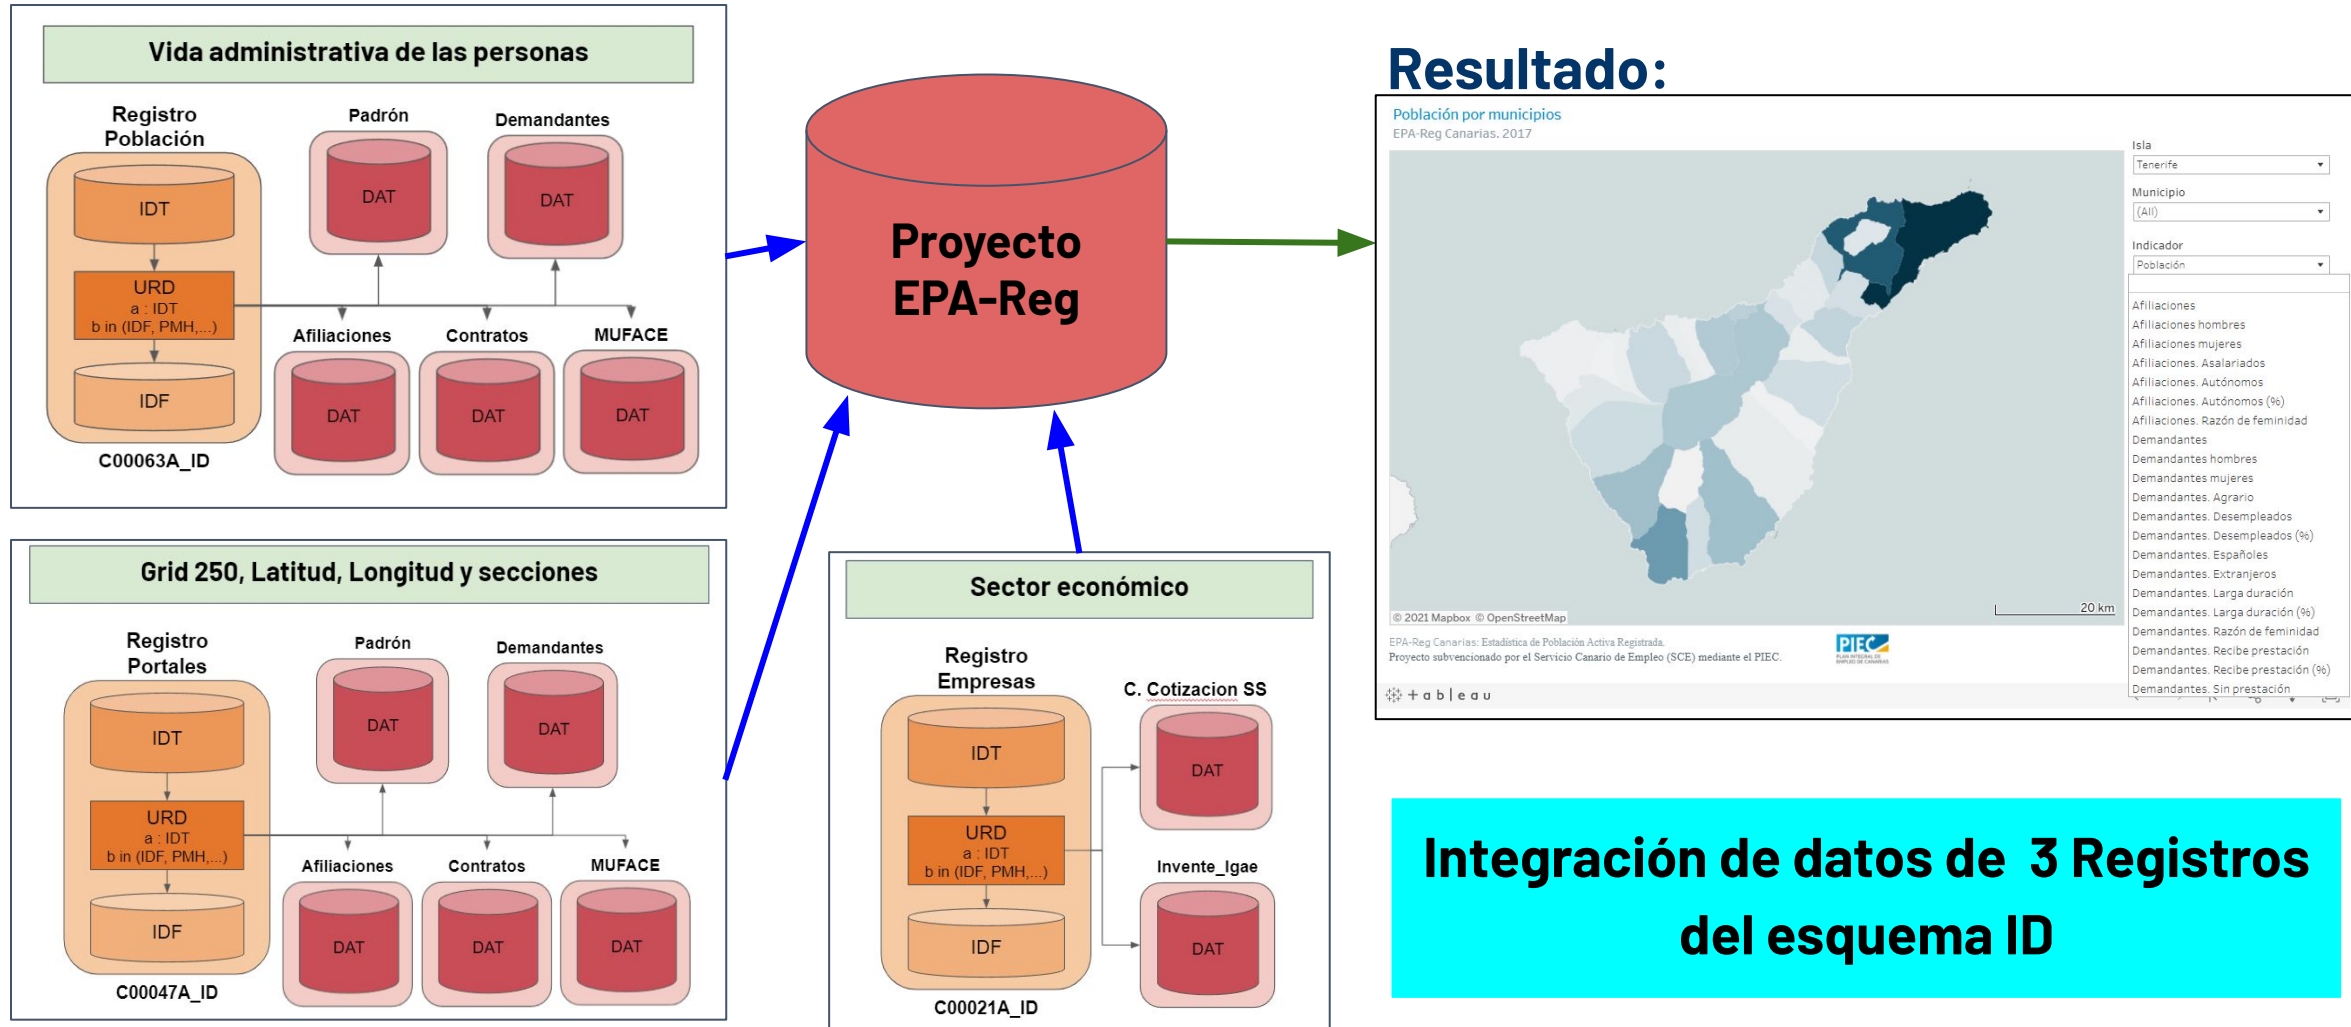 Vida administrativa de las personas
Registro
Población
IDT
URD
a : IDT
b in (IDF, PMH,...)
IDF
C00063A_ID
Padrón
DAT
Demandantes
DAT
Afiliaciones
DAT
Contratos
DAT
MUFACE
DAT
Grid 250, Latitud, Longitud y secciones
Registro
Portales
IDT
URD
a : IDT
b in (IDF, PMH,...)
IDF
C00047A_ID
Padrón
DAT
Demandantes
DAT
Afiliaciones
DAT
Contratos
DAT
MUFACE
DAT
Proyecto
EPA-Reg
Sector económico
Registro
Empresas
IDT
URD
a : IDT
b in (IDF, PMH,...)
IDF
C00021A_ID
C. Cotizacion SS
DAT
Invente_Igae
DAT
Resultado:
Población por municipios
EPA-Reg Canarias. 2017
Isla
Tenerife
Municipio
(All)
Indicador
Población
Afiliaciones
Afiliaciones hombres
Afiliaciones mujeres
Afiliaciones. Asalariados
Afiliaciones. Autónomos
Afiliaciones. Autónomos (%)
Afiliaciones. Razón de feminidad
Demandantes
Demandantes hombres
Demandantes mujeres
Demandantes. Agrario
Demandantes. Desempleados
Demandantes. Desempleados (%)
Demandantes. Españoles
Demandantes. Extranjeros
Demandantes. Larga duración
Demandantes. Larga duración (%)
Demandantes. Razón de feminidad
Demandantes. Recibe prestación
Demandantes. Recibe prestación (%)
Demandantes. Sin prestación
20 km
© 2021 Mapbox © OpenStreetMap
EPA-Reg Canarias: Estadística de Población Activa Registrada.
Proyecto subvencionado por el Servicio Canario de Empleo (SCE) mediante el PIEC.
PIEC
PLAN INTEGRAL DE
EMPLEO DE CANARIAS
+ableau
Integración de datos de 3 Registros
del esquema ID